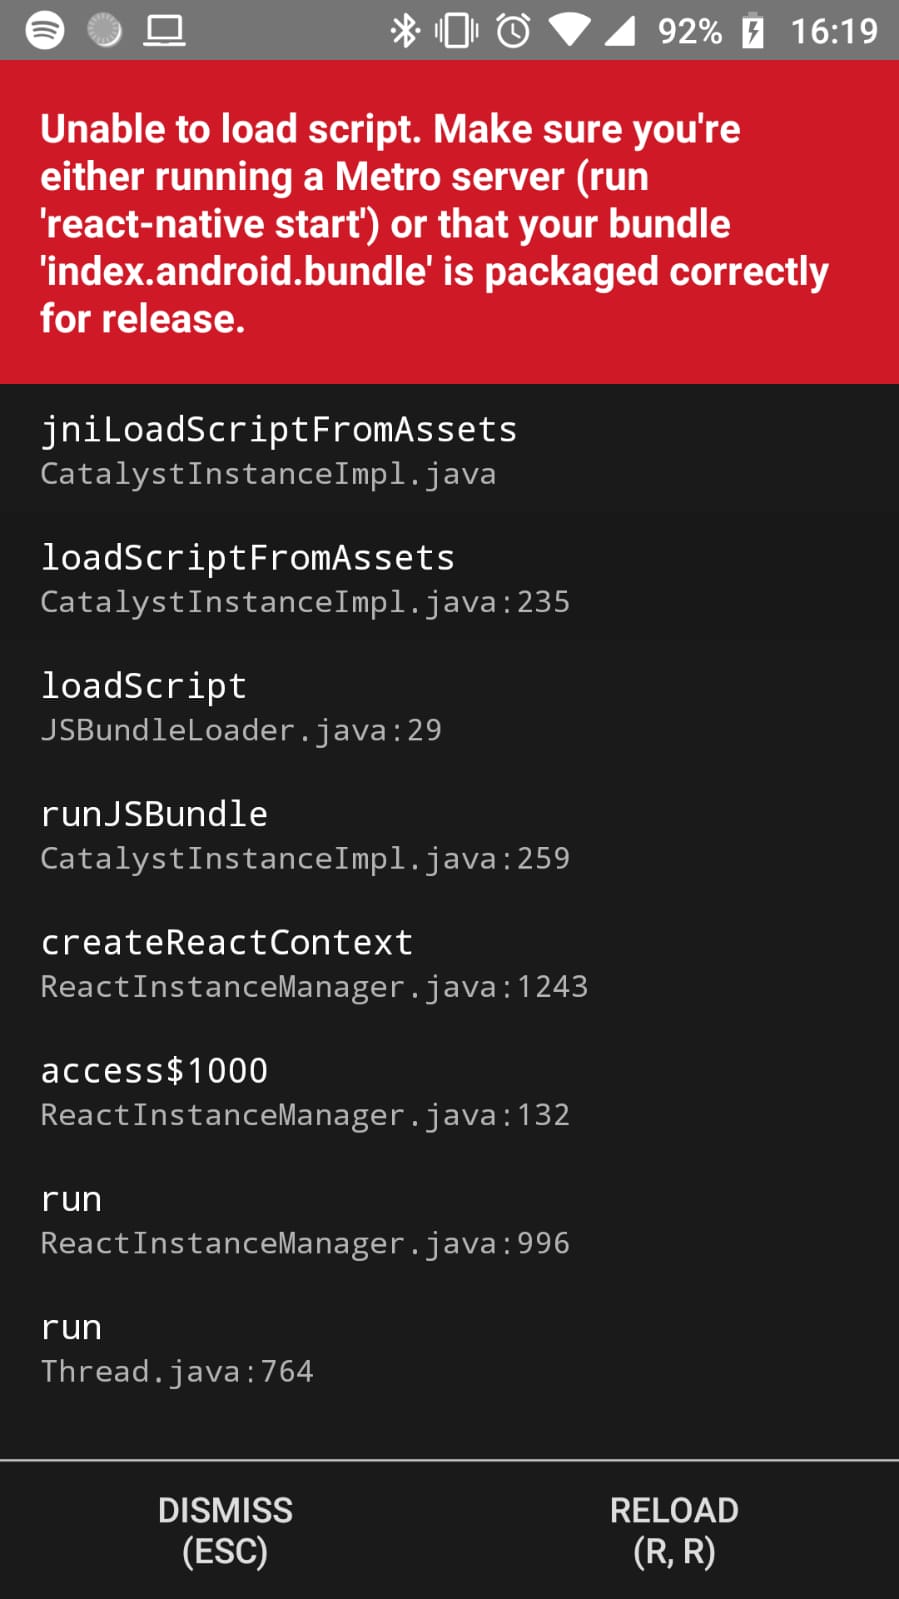 92% 16:19
Unable to load script. Make sure you're
either running a Metro server (run
'react-native start') or that your bundle
'index.android.bundle' is packaged correctly
for release.
jniLoadScriptFromAssets
CatalystInstanceImpl.java
loadScriptFromAssets
CatalystInstanceImpl.java:235
loadScript
JSBundleLoader.java:29
runJSBundle
CatalystInstanceImpl.java:259
createReactContext
ReactInstanceManager.java:1243
access$1000
ReactInstanceManager.java:132
run
ReactInstanceManager.java:996
run
Thread.java:764
DISMISS
(ESC)
RELOAD
(R, R)